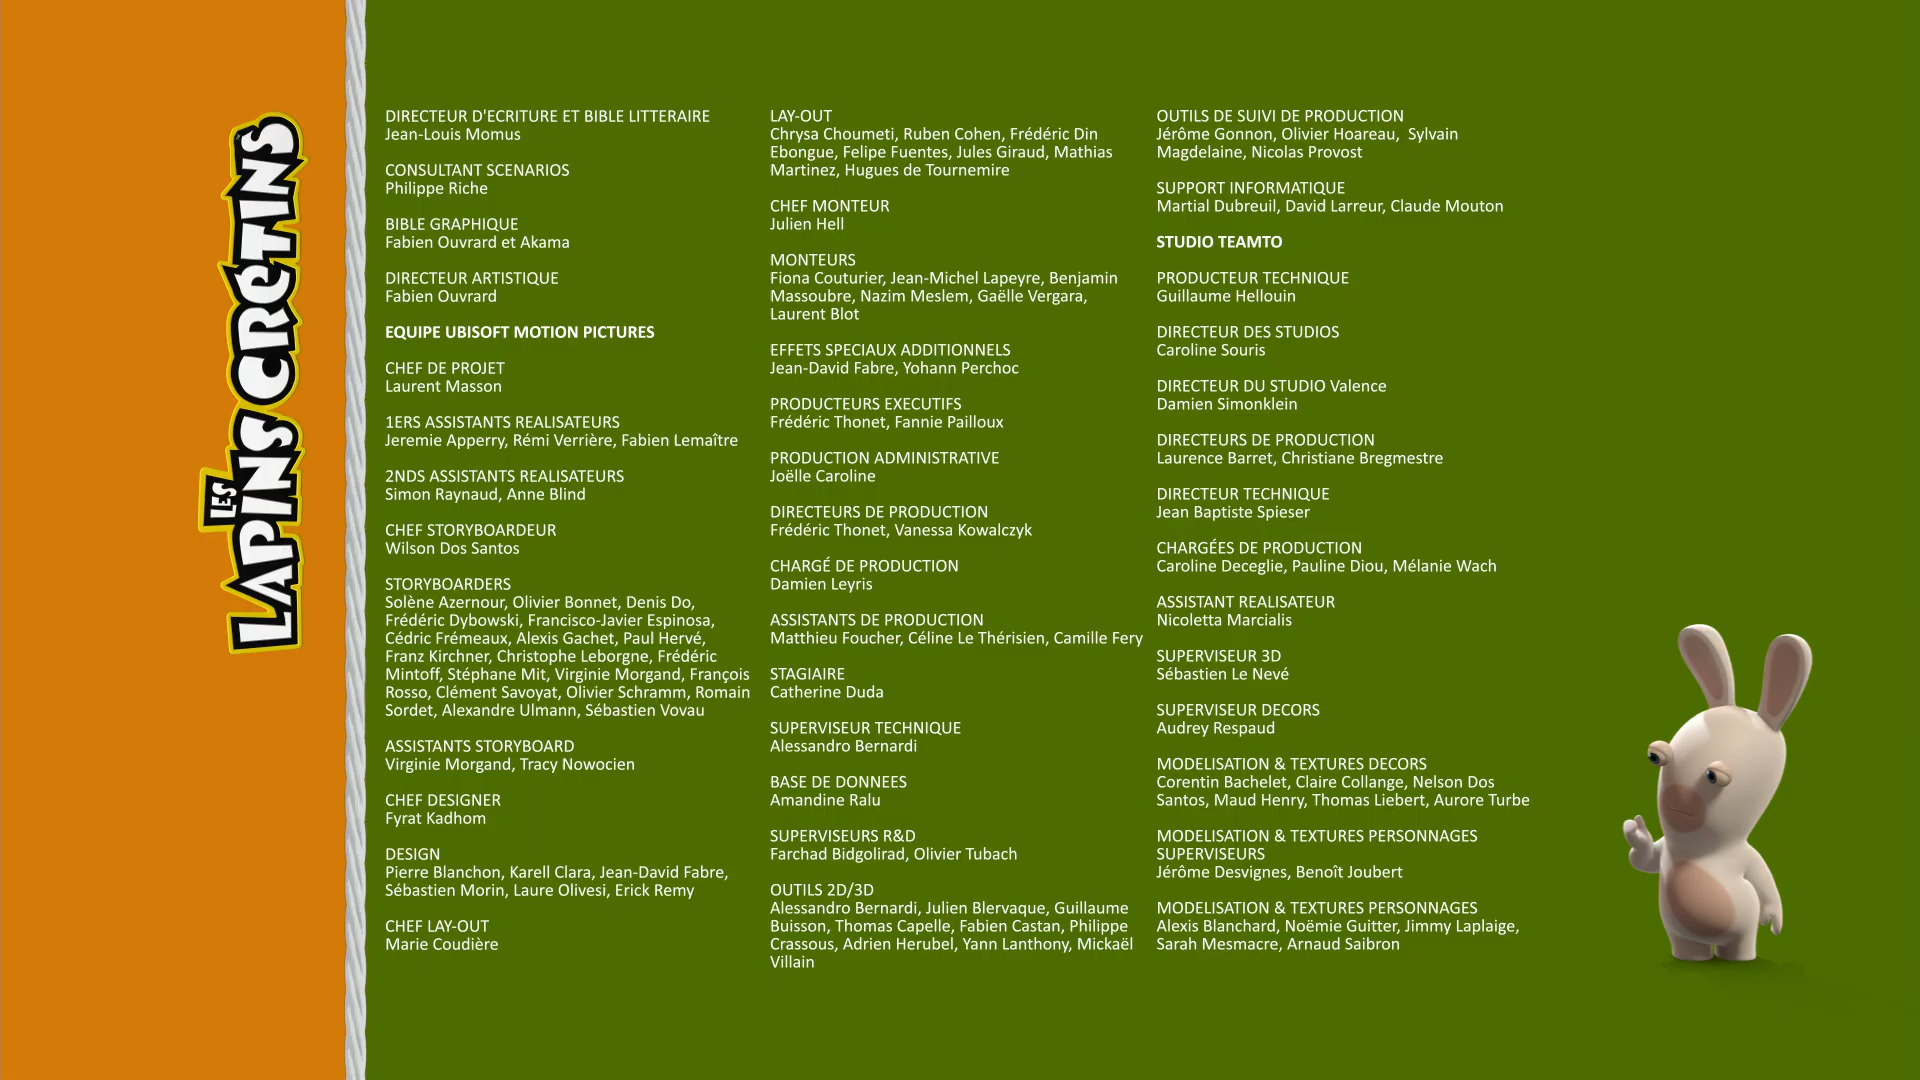 LES
LAPINS CRETINS
DIRECTEUR D'ECRITURE ET BIBLE LITTERAIRE
Jean-Louis Momus
CONSULTANT SCENARIOS
Philippe Riche
BIBLE GRAPHIQUE
Fabien Ouvrard et Akama
DIRECTEUR ARTISTIQUE
Fabien Ouvrard
EQUIPE UBISOFT MOTION PICTURES
CHEF DE PROJET
Laurent Masson
1ERS ASSISTANTS REALISATEURS
Jeremie Apperry, Rémi Verrière, Fabien Lemaître
2NDS ASSISTANTS REALISATEURS
Simon Raynaud, Anne Blind
CHEF STORYBOARDEUR
Wilson Dos Santos
STORYBOARDERS
Solène Azernour, Olivier Bonnet, Denis Do,
Frédéric Dybowski, Francisco-Javier Espinosa,
Cédric Frémeaux, Alexis Gachet, Paul Hervé,
Franz Kirchner, Christophe Leborgne, Frédéric
Mintoff, Stéphane Mit, Virginie Morgand, François
Rosso, Clément Savoyat, Olivier Schramm, Romain
Sordet, Alexandre Ulmann, Sébastien Vovau
ASSISTANTS STORYBOARD
Virginie Morgand, Tracy Nowocien
CHEF DESIGNER
Fyrat Kadhom
DESIGN
Pierre Blanchon, Karell Clara, Jean-David Fabre,
Sébastien Morin, Laure Olivesi, Erick Remy
CHEF LAY-OUT
Marie Coudière
LAY-OUT
Chrysa Choumeti, Ruben Cohen, Frédéric Din
Ebongue, Felipe Fuentes, Jules Giraud, Mathias
Martinez, Hugues de Tournemire
CHEF MONTEUR
Julien Hell
MONTEURS
Fiona Couturier, Jean-Michel Lapeyre, Benjamin
Massoubre, Nazim Meslem, Gaëlle Vergara,
Laurent Blot
EFFETS SPECIAUX ADDITIONNELS
Jean-David Fabre, Yohann Perchoc
PRODUCTEURS EXECUTIFS
Frédéric Thonet, Fannie Pailloux
PRODUCTION ADMINISTRATIVE
Joëlle Caroline
DIRECTEURS DE PRODUCTION
Frédéric Thonet, Vanessa Kowalczyk
CHARGÉ DE PRODUCTION
Damien Leyris
ASSISTANTS DE PRODUCTION
Matthieu Foucher, Céline Le Thérisien, Camille Fery
STAGIAIRE
Catherine Duda
SUPERVISEUR TECHNIQUE
Alessandro Bernardi
BASE DE DONNEES
Amandine Ralu
SUPERVISEURS R&D
Farchad Bidgolirad, Olivier Tubach
OUTILS 2D/3D
Alessandro Bernardi, Julien Blervaque, Guillaume
Buisson, Thomas Capelle, Fabien Castan, Philippe
Crassous, Adrien Herubel, Yann Lanthony, Mickaël
Villain
OUTILS DE SUIVI DE PRODUCTION
Jérôme Gonnon, Olivier Hoareau,  Sylvain
Magdelaine, Nicolas Provost
SUPPORT INFORMATIQUE
Martial Dubreuil, David Larreur, Claude Mouton
STUDIO TEAMTO
PRODUCTEUR TECHNIQUE
Guillaume Hellouin
DIRECTEUR DES STUDIOS
Caroline Souris
DIRECTEUR DU STUDIO Valence
Damien Simonklein
DIRECTEURS DE PRODUCTION
Laurence Barret, Christiane Bregmestre
DIRECTEUR TECHNIQUE
Jean Baptiste Spieser
CHARGÉES DE PRODUCTION
Caroline Deceglie, Pauline Diou, Mélanie Wach
ASSISTANT REALISATEUR
Nicoletta Marcialis
SUPERVISEUR 3D
Sébastien Le Nevé
SUPERVISEUR DECORS
Audrey Respaud
MODELISATION & TEXTURES DECORS
Corentin Bachelet, Claire Collange, Nelson Dos
Santos, Maud Henry, Thomas Liebert, Aurore Turbe
MODELISATION & TEXTURES PERSONNAGES
SUPERVISEURS
Jérôme Desvignes, Benoît Joubert
MODELISATION & TEXTURES PERSONNAGES
Alexis Blanchard, Noëmie Guitter, Jimmy Laplaige,
Sarah Mesmacre, Arnaud Saibron